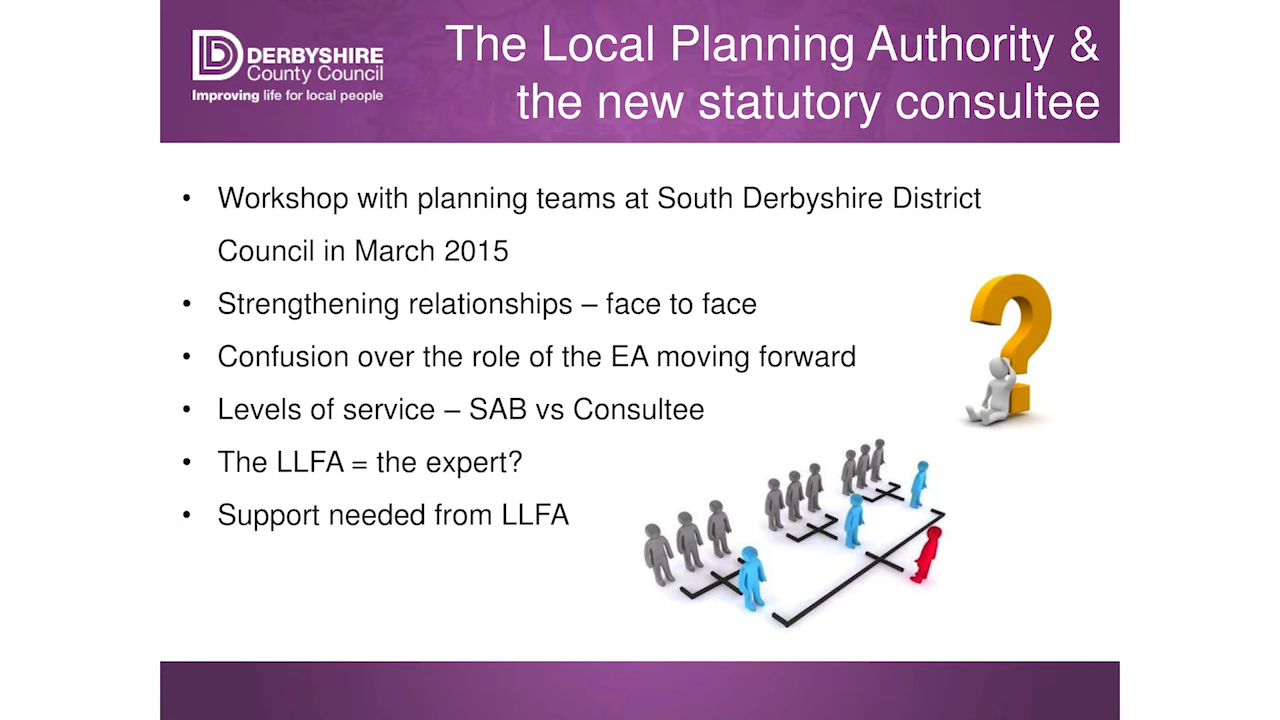 DERBYSHIRE
County Council
Improving life for local people
The Local Planning Authority &
the new statutory consultee
• Workshop with planning teams at South Derbyshire District
Council in March 2015
• Strengthening relationships – face to face
• Confusion over the role of the EA moving forward
• Levels of service – SAB vs Consultee
• The LLFA = the expert?
• Support needed from LLFA